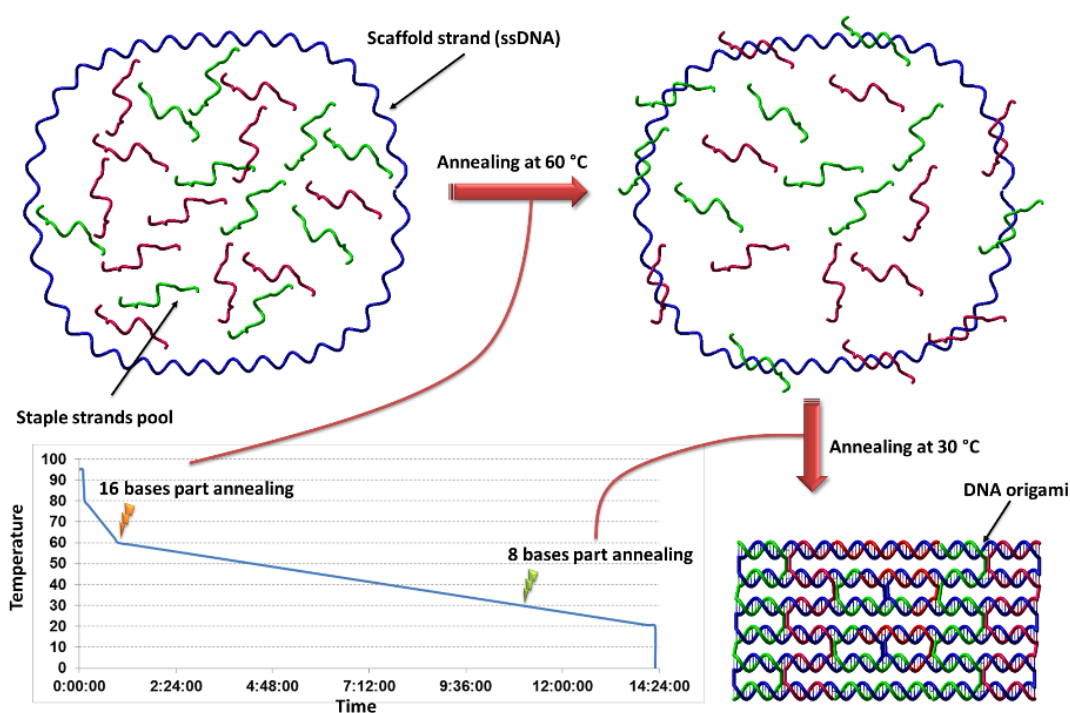 Scaffold strand (ssDNA)
Annealing at 60 °C
Staple strands pool
Annealing at 30 °C
DNA origami
100
90
80
70
60
50
40
30
20
10
0
Temperature
16 bases part annealing
8 bases part annealing
0:00:00
2:24:00
4:48:00
7:12:00
9:36:00
12:00:00
14:24:00
Time